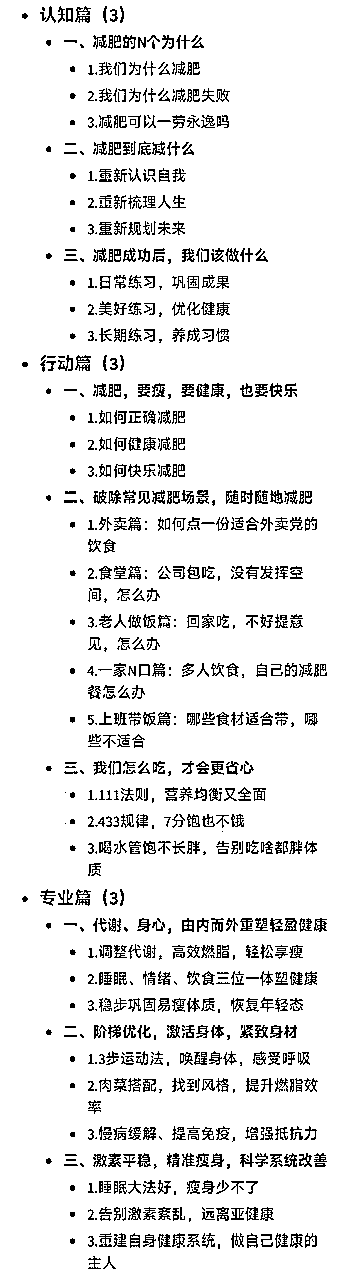 认知篇（3）
一、减肥的N个为什么
1.我们为什么减肥
2.我们为什么减肥失败
3.减肥可以一劳永逸吗
二、减肥到底减什么
1.重新认识自我
2.重新梳理人生
3.重新规划未来
三、减肥成功后，我们该做什么
1.日常练习，巩固成果
2.美好练习，优化健康
3.长期练习，养成习惯
行动篇（3）
一、减肥，要瘦，要健康，也要快乐
1.如何正确减肥
2.如何健康减肥
3.如何快乐减肥
二、破除常见减肥场景，随时随地减肥
1.外卖篇：如何点一份适合外卖党的
饮食
2.食堂篇：公司包吃，没有发挥空
间，怎么办
3.老人做饭篇：回家吃，不好提意
见，怎么办
4.一家N口篇：多人饮食，自己的减肥
餐怎么办
5.上班带饭篇：哪些食材适合带，哪
些不适合
三、我们怎么吃，才会更省心
1.111法则，营养均衡又全面
2.433规律，7分饱也不饿
3.喝水管饱不长胖，告别吃啥都胖体
质
专业篇（3）
一、代谢、身心，由内而外重塑轻盈健康
1.调整代谢，高效燃脂，轻松享瘦
2.睡眠、情绪、饮食三位一体塑健康
3.稳步巩固易瘦体质，恢复年轻态
二、阶梯优化，激活身体，紧致身材
1.3步运动法，唤醒身体，感受呼吸
2.肉菜搭配，找到风格，提升燃脂效
率
3.慢病缓解、提高免疫，增强抵抗力
三、激素平稳，精准瘦身，科学系统改善
1.睡眠大法好，瘦身少不了
2.告别激素紊乱，远离亚健康
3.重建自身健康系统，做自己健康的
主人